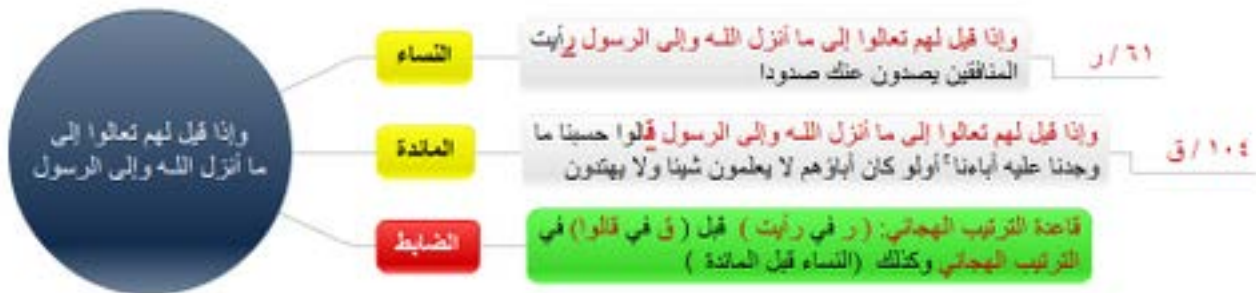 وإذا قيل لهم تعالوا إلى
ما أنزل الله وإلى الرسول
النساء
وإذا قيل لهم تعالوا إلى ما أنزل الله وإلى الرسول رأيت
المنافقين يصدون عنك صدودا
٦١ / ر
المائدة
وإذا قيل لهم تعالوا إلى ما أنزل الله وإلى الرسول قالوا حسبنا ما
وجدنا عليه أباءنا ۚ أولو كان أباؤهم لا يعلمون شيئا ولا يهتدون
١٠٤ / ق
الضابط
قاعدة الترتيب الهجائي: ( ر في رأيت ) قبل ( ق في قالوا) في
الترتيب الهجائي وكذلك (النساء قبل المائدة )